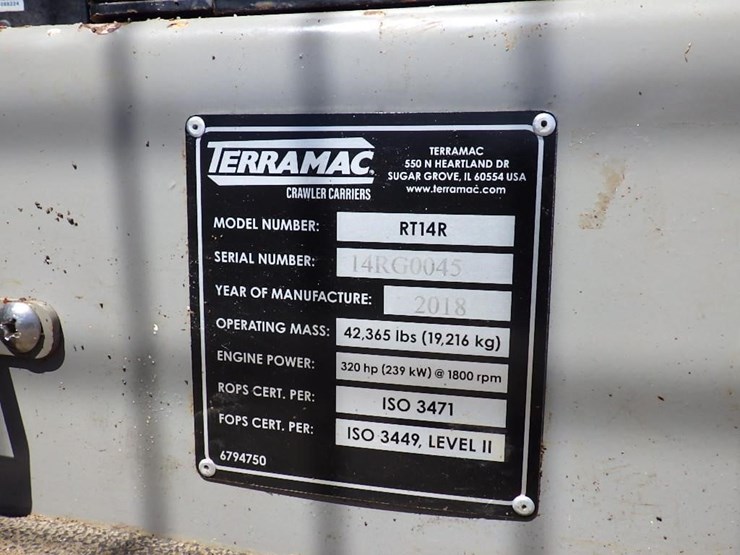 TERRAMAC
CRAWLER CARRIERS
TERRAMAC
550 N HEARTLAND DR
SUGAR GROVE, IL 60554 USA
www.terramac.com
MODEL NUMBER: RT14R
SERIAL NUMBER: 14RG0045
YEAR OF MANUFACTURE: 2018
OPERATING MASS: 42,365 lbs (19,216 kg)
ENGINE POWER: 320 hp (239 kW) @ 1800 rpm
ROPS CERT. PER: ISO 3471
FOPS CERT. PER: ISO 3449, LEVEL II
6794750